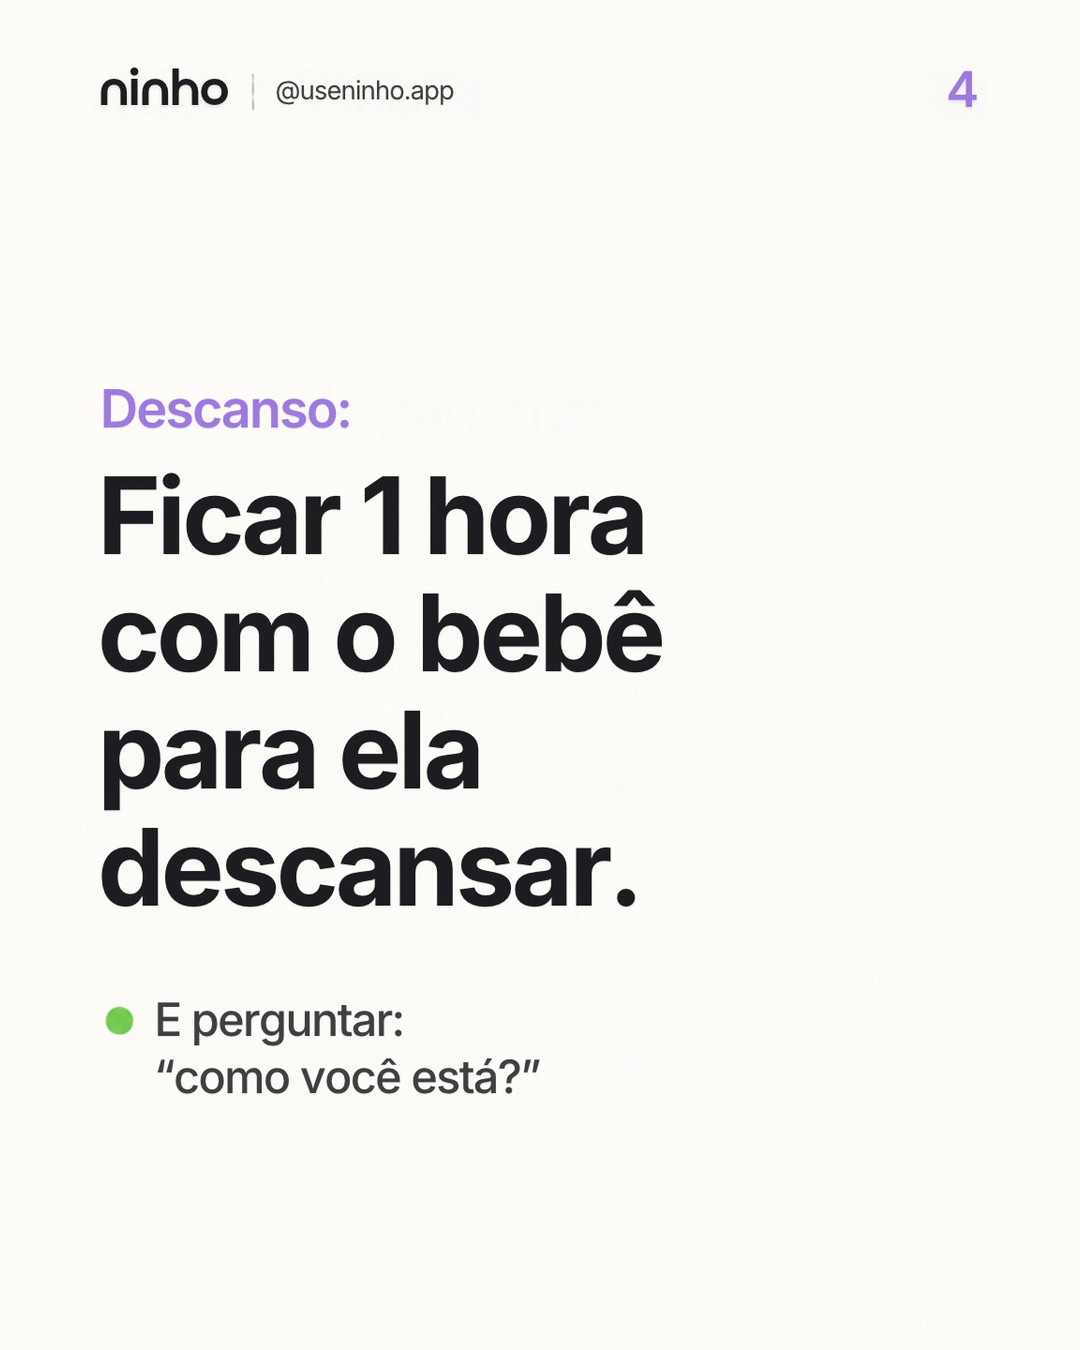 ninho | @useninho.app
4
Descanso:
Ficar 1 hora
com o bebê
para ela
descansar.
E perguntar:
“como você está?”